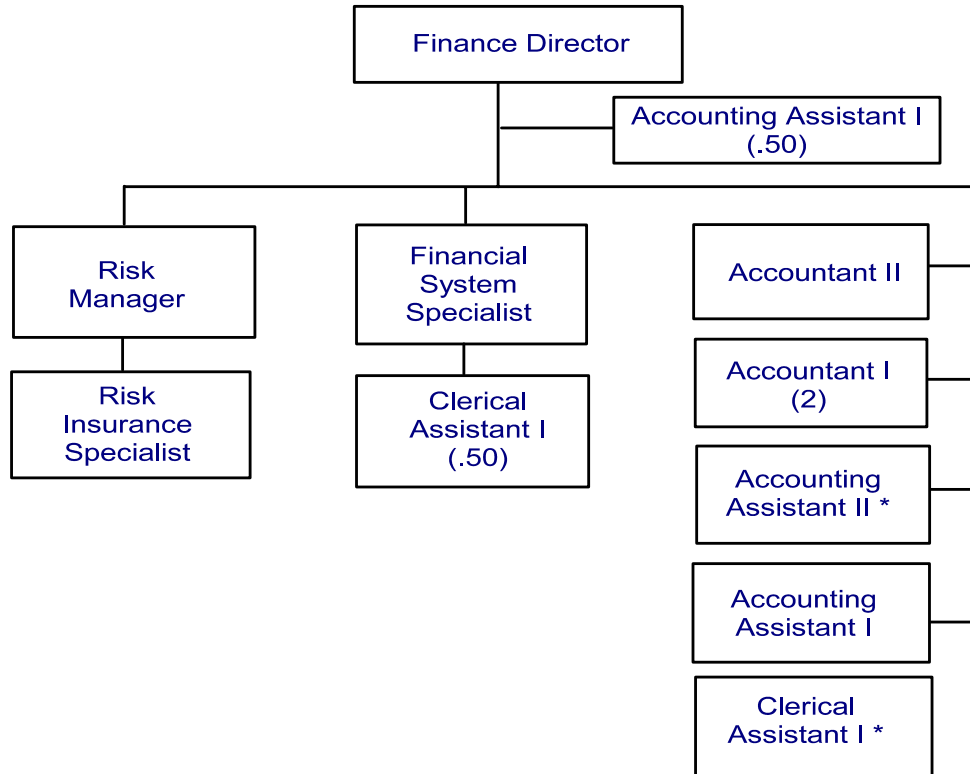 Finance Director
Accounting Assistant I
(.50)
Risk
Manager
Financial
System
Specialist
Accountant II
Risk
Insurance
Specialist
Clerical
Assistant I
(.50)
Accountant I
(2)
Accounting
Assistant II *
Accounting
Assistant I
Clerical
Assistant I *